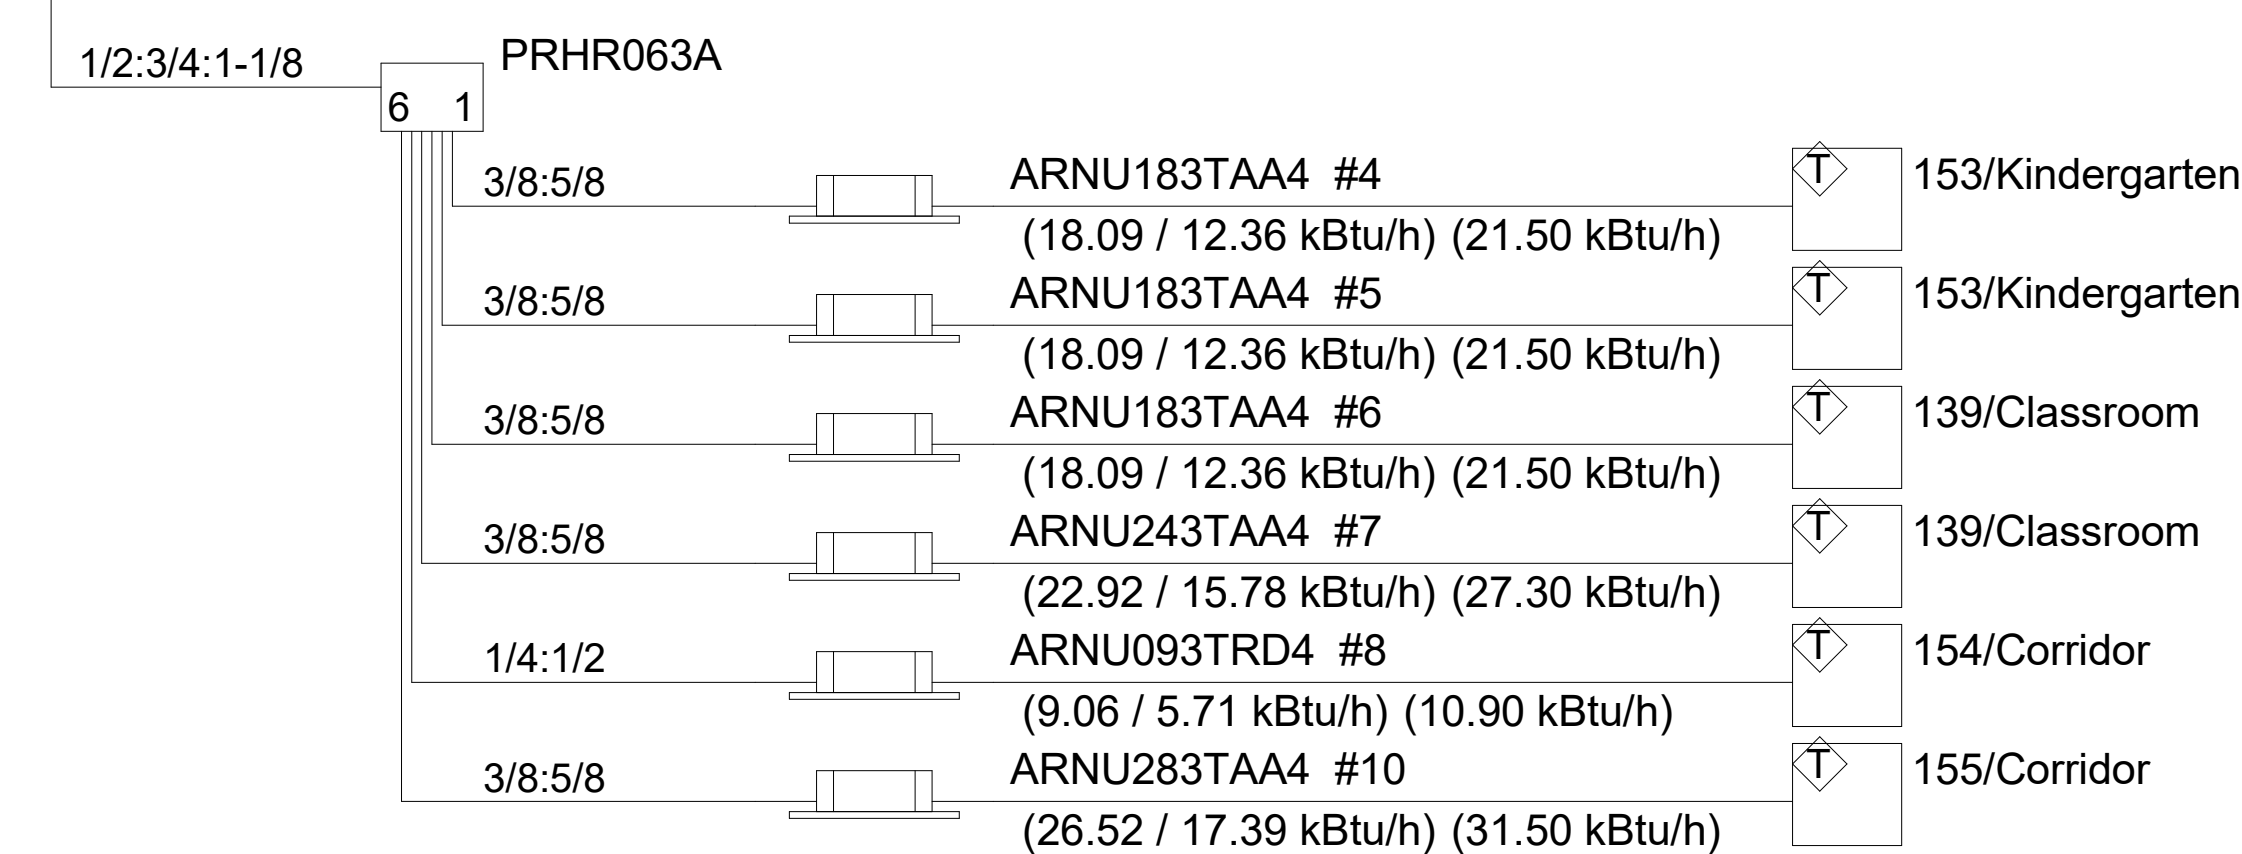 1/2:3/4:1-1/8
PRHR063A
6 1
3/8:5/8
ARNU183TAA4 #4
T
153/Kindergarten
(18.09 / 12.36 kBtu/h) (21.50 kBtu/h)
3/8:5/8
ARNU183TAA4 #5
T
153/Kindergarten
(18.09 / 12.36 kBtu/h) (21.50 kBtu/h)
3/8:5/8
ARNU183TAA4 #6
T
139/Classroom
(18.09 / 12.36 kBtu/h) (21.50 kBtu/h)
3/8:5/8
ARNU243TAA4 #7
T
139/Classroom
(22.92 / 15.78 kBtu/h) (27.30 kBtu/h)
1/4:1/2
ARNU093TRD4 #8
T
154/Corridor
(9.06 / 5.71 kBtu/h) (10.90 kBtu/h)
3/8:5/8
ARNU283TAA4 #10
T
155/Corridor
(26.52 / 17.39 kBtu/h) (31.50 kBtu/h)